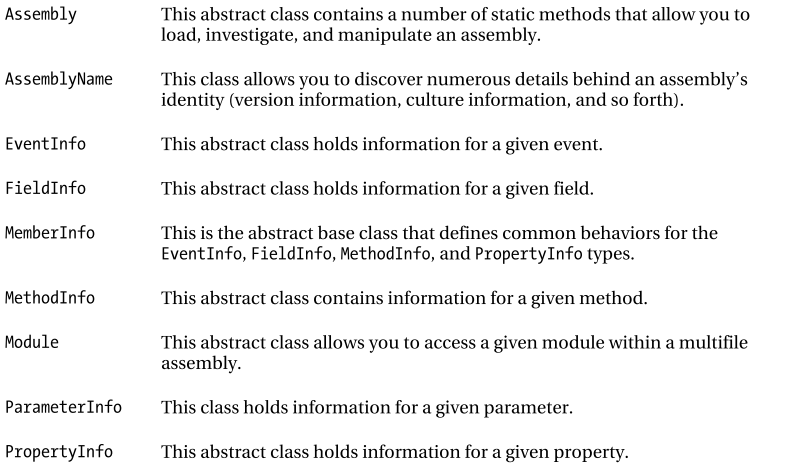 Assembly This abstract class contains a number of static methods that allow you to
load, investigate, and manipulate an assembly.
AssemblyName This class allows you to discover numerous details behind an assembly’s
identity (version information, culture information, and so forth).
EventInfo This abstract class holds information for a given event.
FieldInfo This abstract class holds information for a given field.
MemberInfo This is the abstract base class that defines common behaviors for the
EventInfo, FieldInfo, MethodInfo, and PropertyInfo types.
MethodInfo This abstract class contains information for a given method.
Module This abstract class allows you to access a given module within a multifile
assembly.
ParameterInfo This class holds information for a given parameter.
PropertyInfo This abstract class holds information for a given property.